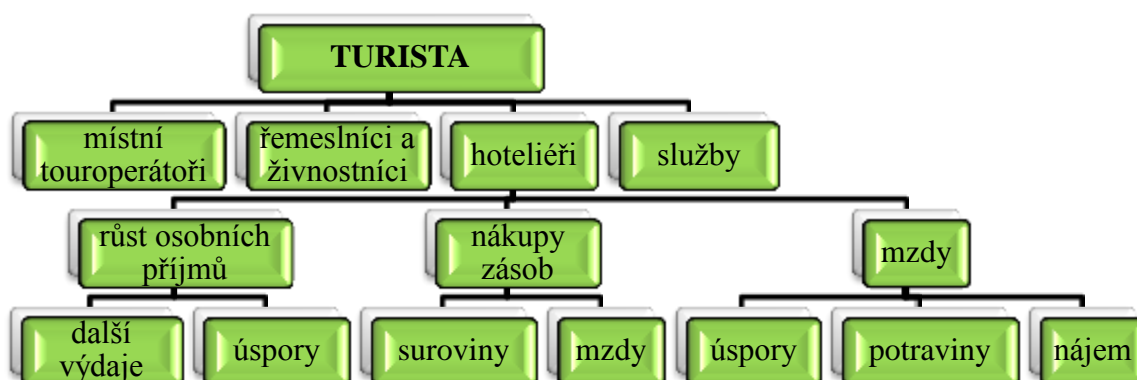 TURISTA
místní
touroperátoři
řemeslníci a
živnostníci
hoteliéři
služby
růst osobních
příjmů
nákupy
zásob
mzdy
další
výdaje
úspory
suroviny
mzdy
úspory
potraviny
nájem